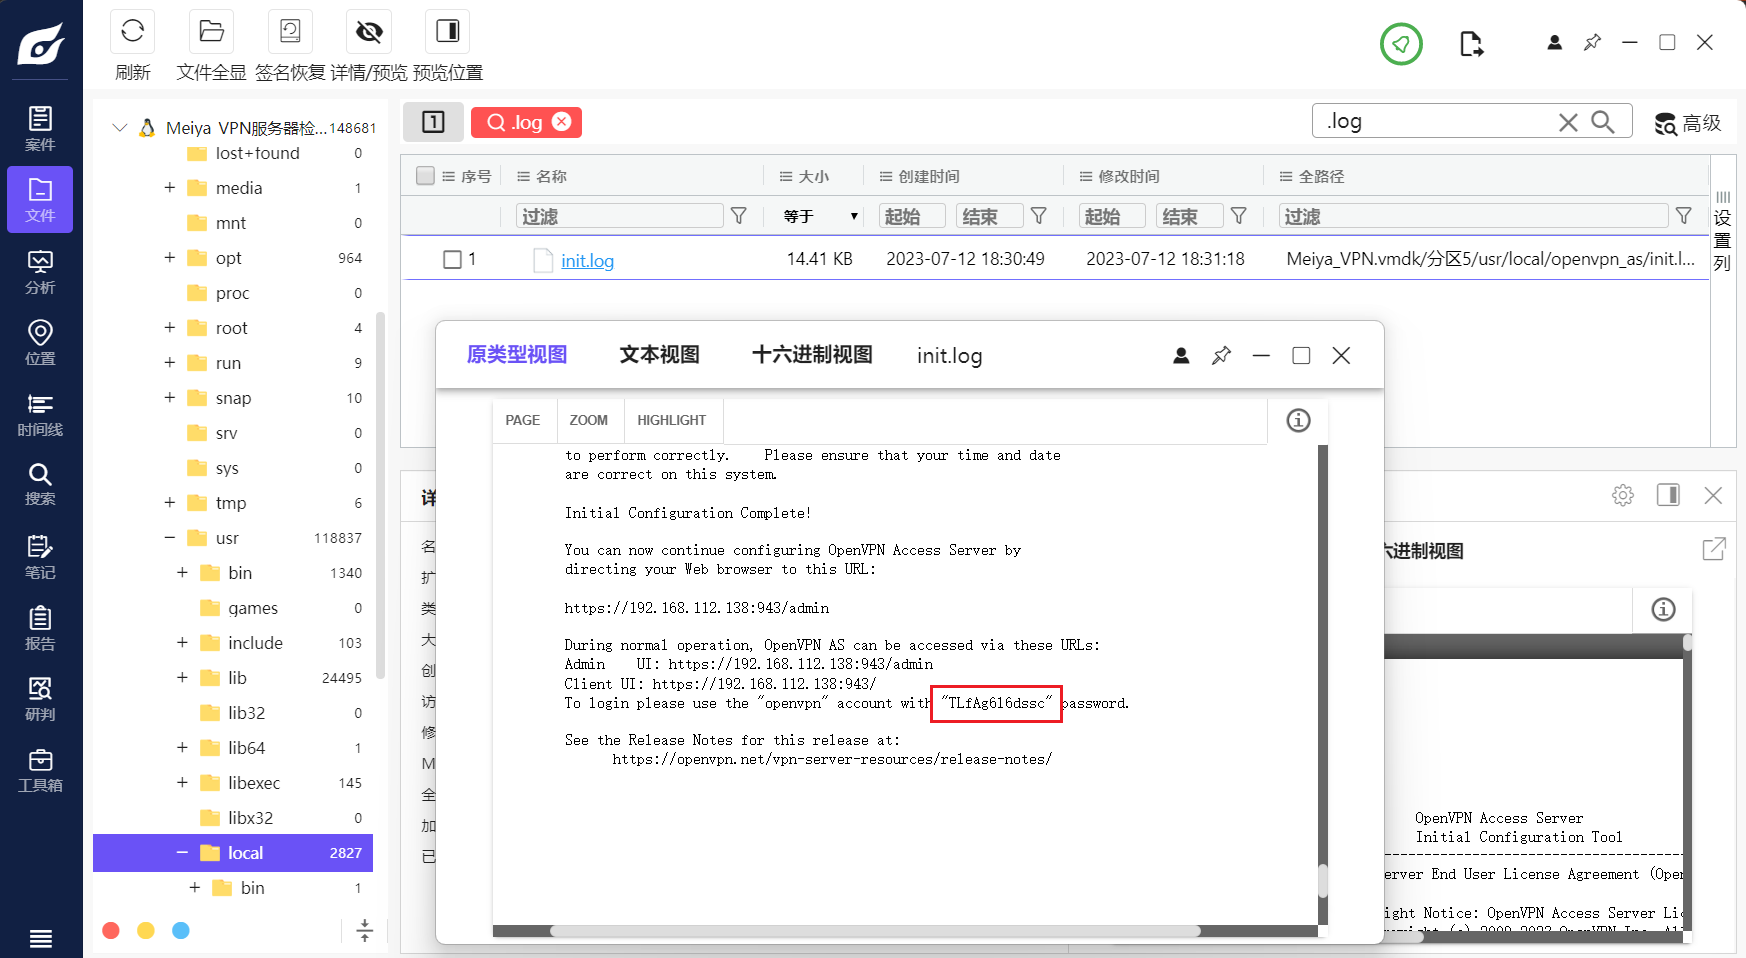 刷新
文件全显
签名恢复
详情/预览
预览位置
案件
文件
分析
位置
时间线
搜索
笔记
报告
研判
工具箱
Meiya_VPN服务器检... 148681
lost+found 0
+ media 1
mnt 0
+ opt 964
proc 0
+ root 4
+ run 9
+ snap 10
srv 0
sys 0
+ tmp 6
− usr 118837
+ bin 1340
games 0
+ include 103
+ lib 24495
lib32 0
+ lib64 1
+ libexec 145
libx32 0
− local 2827
+ bin 1
1
.log
.log
高级
序号 名称 大小 创建时间 修改时间 全路径
过滤 等于 起始 结束 起始 结束 过滤
1 init.log 14.41 KB 2023-07-12 18:30:49 2023-07-12 18:31:18 Meiya_VPN.vmdk/分区5/usr/local/openvpn_as/init.l...
设置列
原类型视图 文本视图 十六进制视图 init.log
PAGE ZOOM HIGHLIGHT
to perform correctly. Please ensure that your time and date
are correct on this system.
Initial Configuration Complete!
You can now continue configuring OpenVPN Access Server by
directing your Web browser to this URL:
https://192.168.112.138:943/admin
During normal operation, OpenVPN AS can be accessed via these URLs:
Admin UI: https://192.168.112.138:943/admin
Client UI: https://192.168.112.138:943/
To login please use the "openvpn" account with "TLfAg6l6dssc" password.
See the Release Notes for this release at:
https://openvpn.net/vpn-server-resources/release-notes/
详
名
扩
类
大
创
访
修
M
全
加
已
六进制视图
OpenVPN Access Server
Initial Configuration Tool
erver End User License Agreement (Open
ight Notice: OpenVPN Access Server Lic